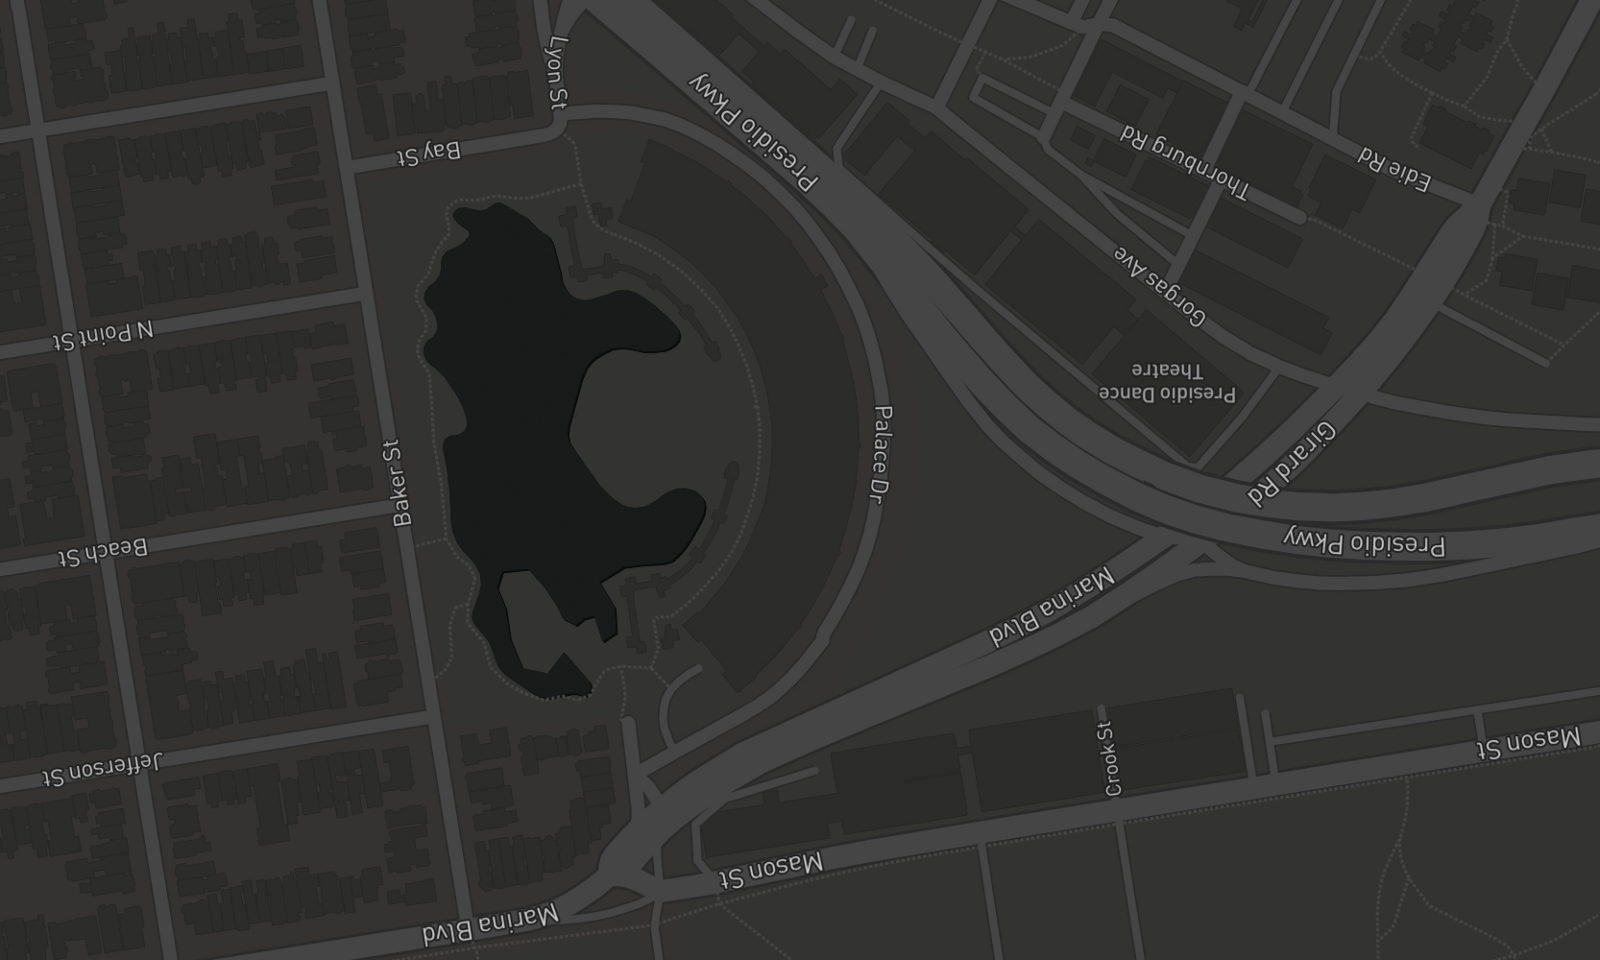 Lyon St
Presidio Pkwy
Bay St
Thornburg Rd
Edie Rd
Gorgas Ave
N Point St
Presidio Dance
Theatre
Palace Dr
Girard Rd
Baker St
Beach St
Presidio Pkwy
Marina Blvd
Jefferson St
Crook St
Mason St
Mason St
Marina Blvd